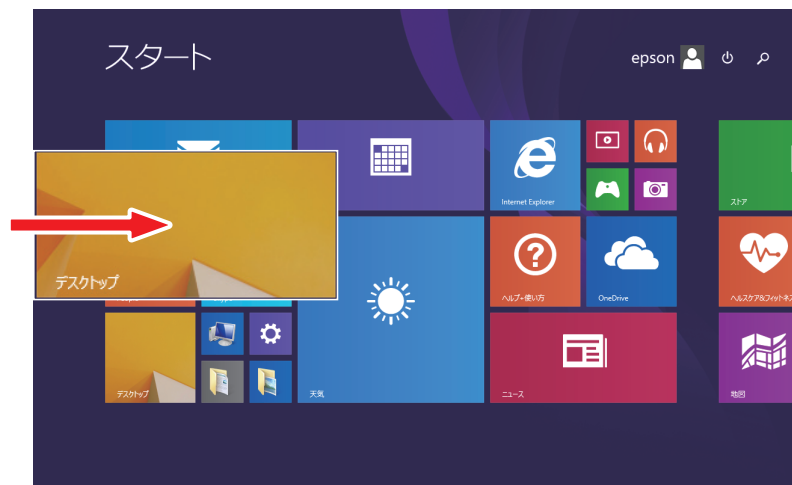 スタート
epson
Internet Explorer
ストア
デスクトップ
ヘルプ+使い方
OneDrive
ヘルスケア&フィットネス
デスクトップ
天気
ニュース
地図